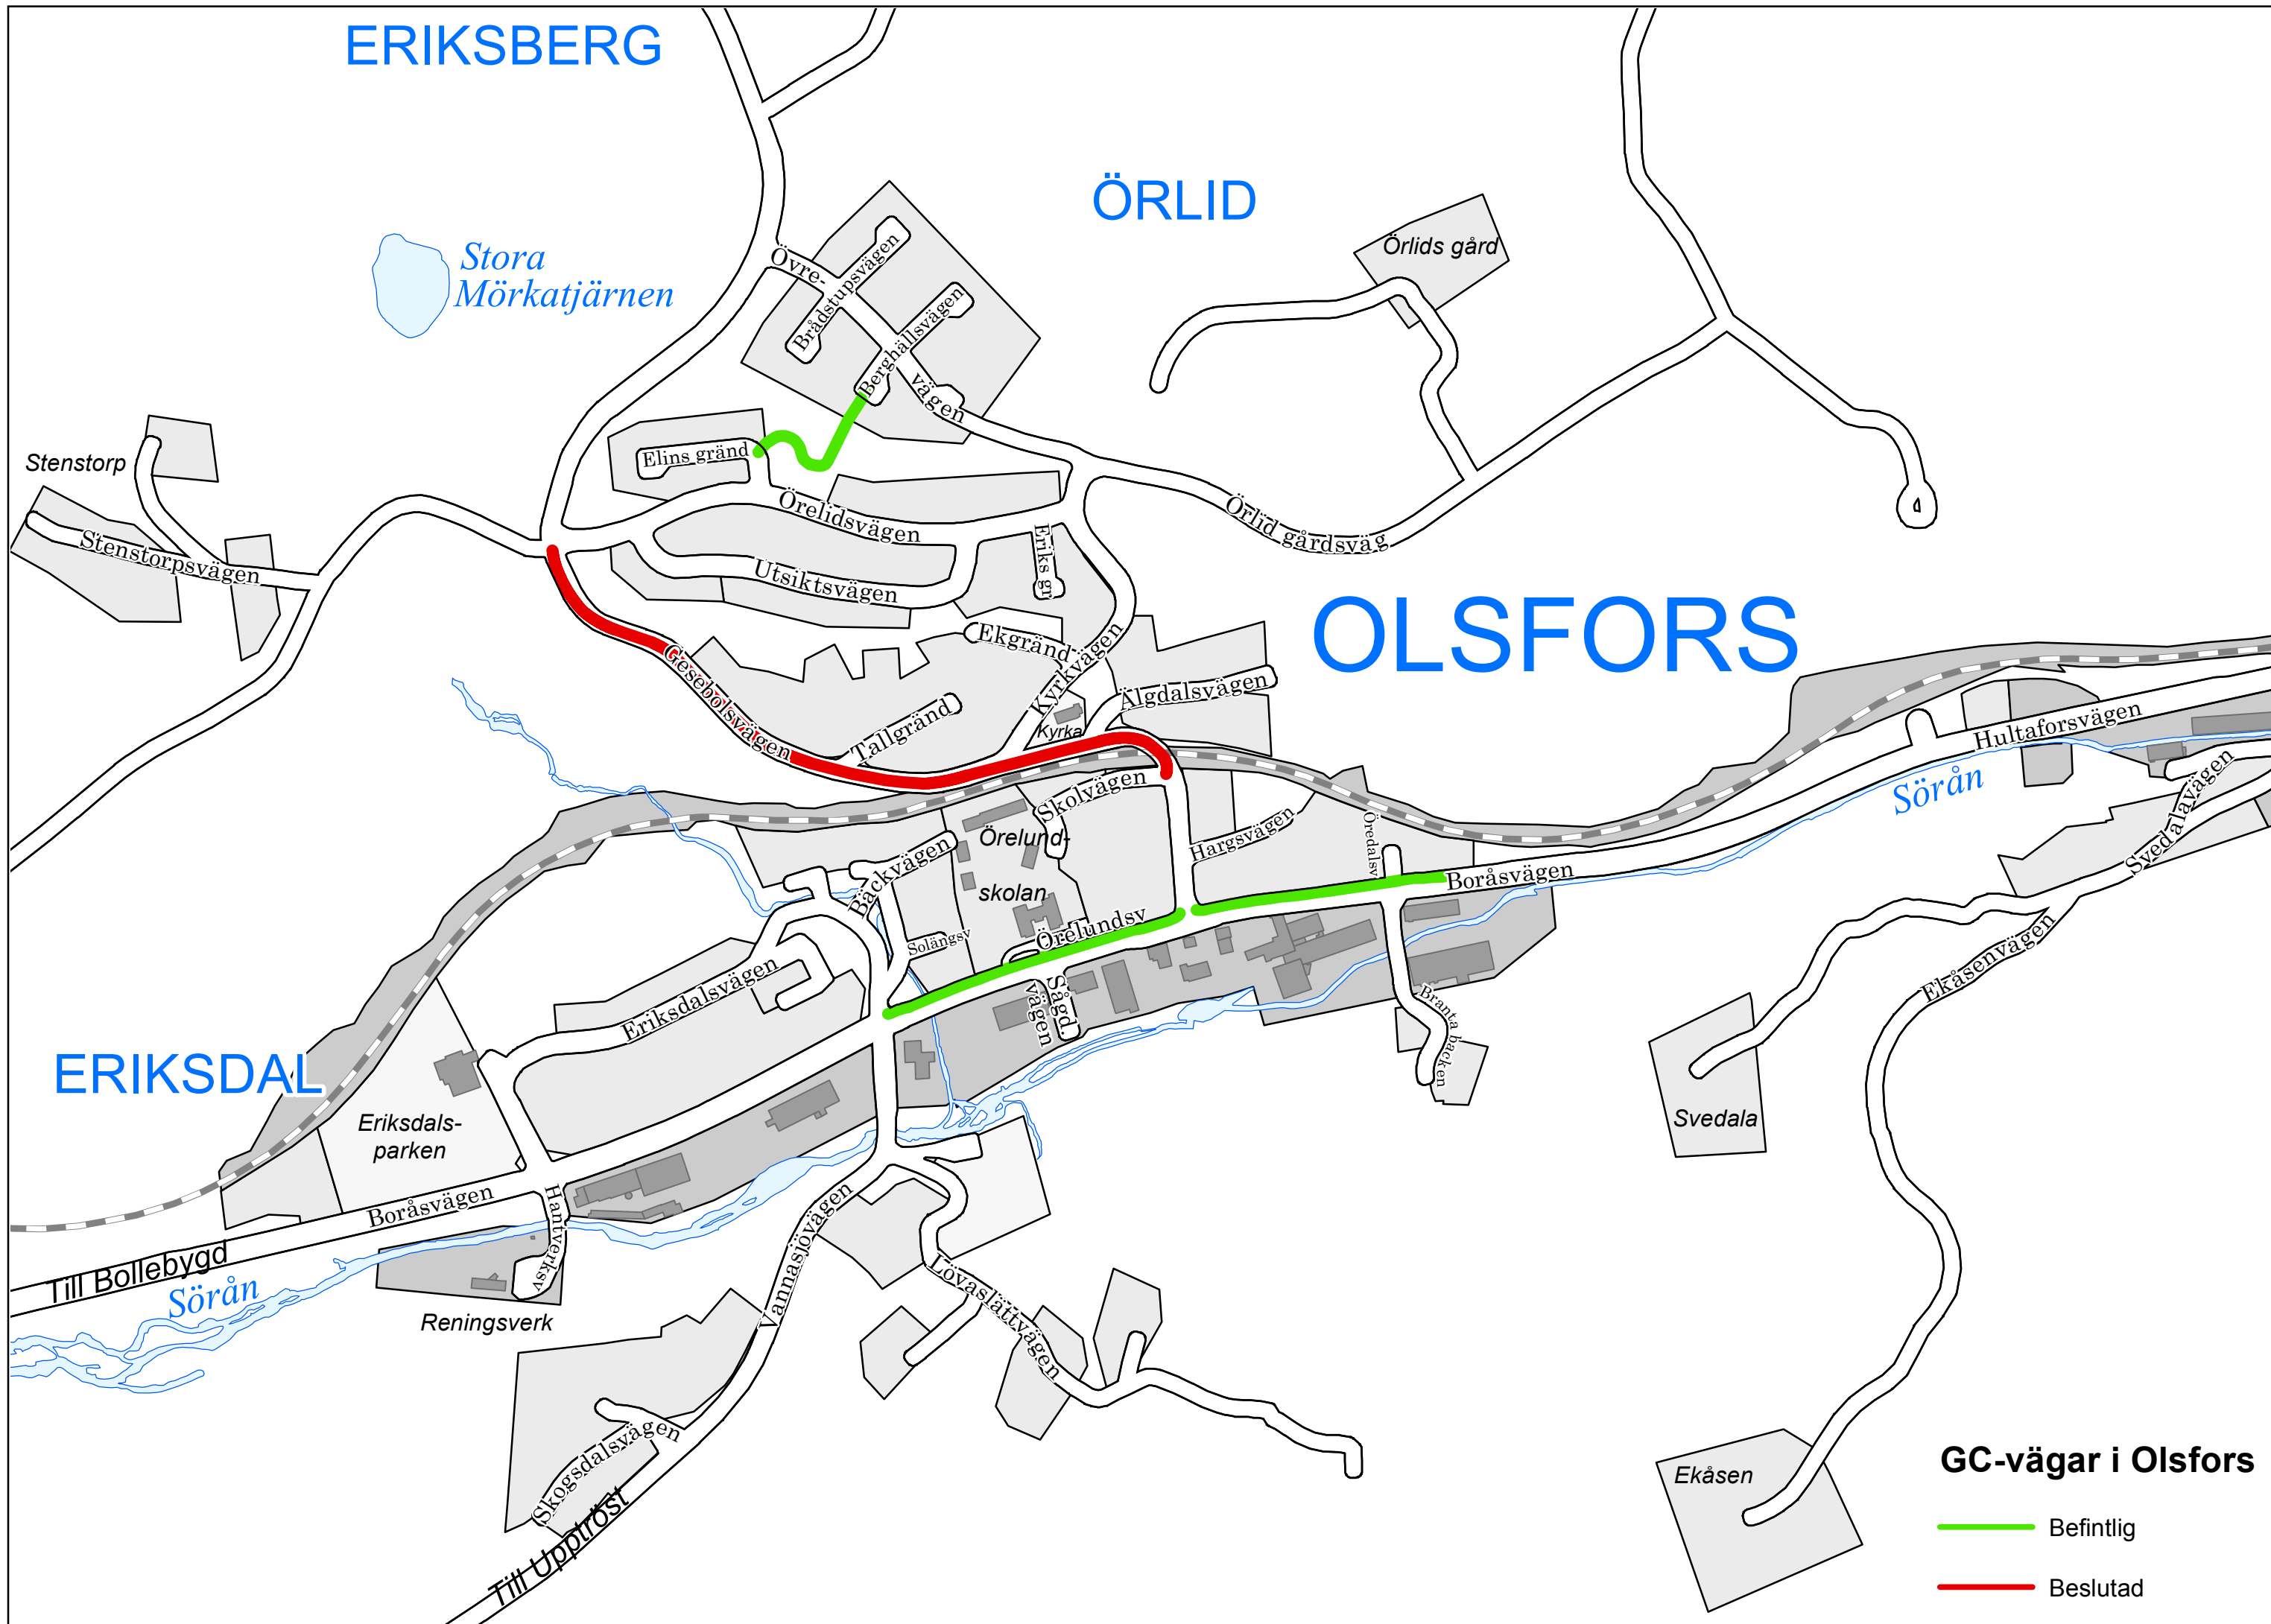 ERIKSBERG
ÖRLID
Örlids gård
Stora
Mörkatjärnen
Övre-
vägen
Brådstupsvägen
Berghällsvägen
Stenstorp
Elins gränd
Stenstorpsvägen
Örelidsvägen
Örlid gårdsväg
Utsiktsvägen
Eriks gr
OLSFORS
Ekgränd
Kyrkvägen
Gesebolsvägen
Tallgränd
Älgdalsvägen
Kyrka
Hultaforsvägen
Sörån
Svedalavägen
Skolvägen
Örelund-
skolan
Hargsvägen
Öredalsv
Bäckvägen
Boråsvägen
Solängsv
Örelundsv
Ekåsenvägen
Eriksdalsvägen
Sågd.
vägen
Branta backen
ERIKSDAL
Eriksdals-
parken
Svedala
Boråsvägen
Hantverksv
Till Bollebygd
Sörån
Reningsverk
Vannasjövägen
Lövaslättvägen
Skogsdalsvägen
Till Upptröst
Ekåsen
GC-vägar i Olsfors
Befintlig
Beslutad